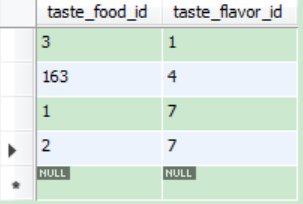 taste_food_id taste_flavor_id
3 1
163 4
1 7
2 7
NULL NULL